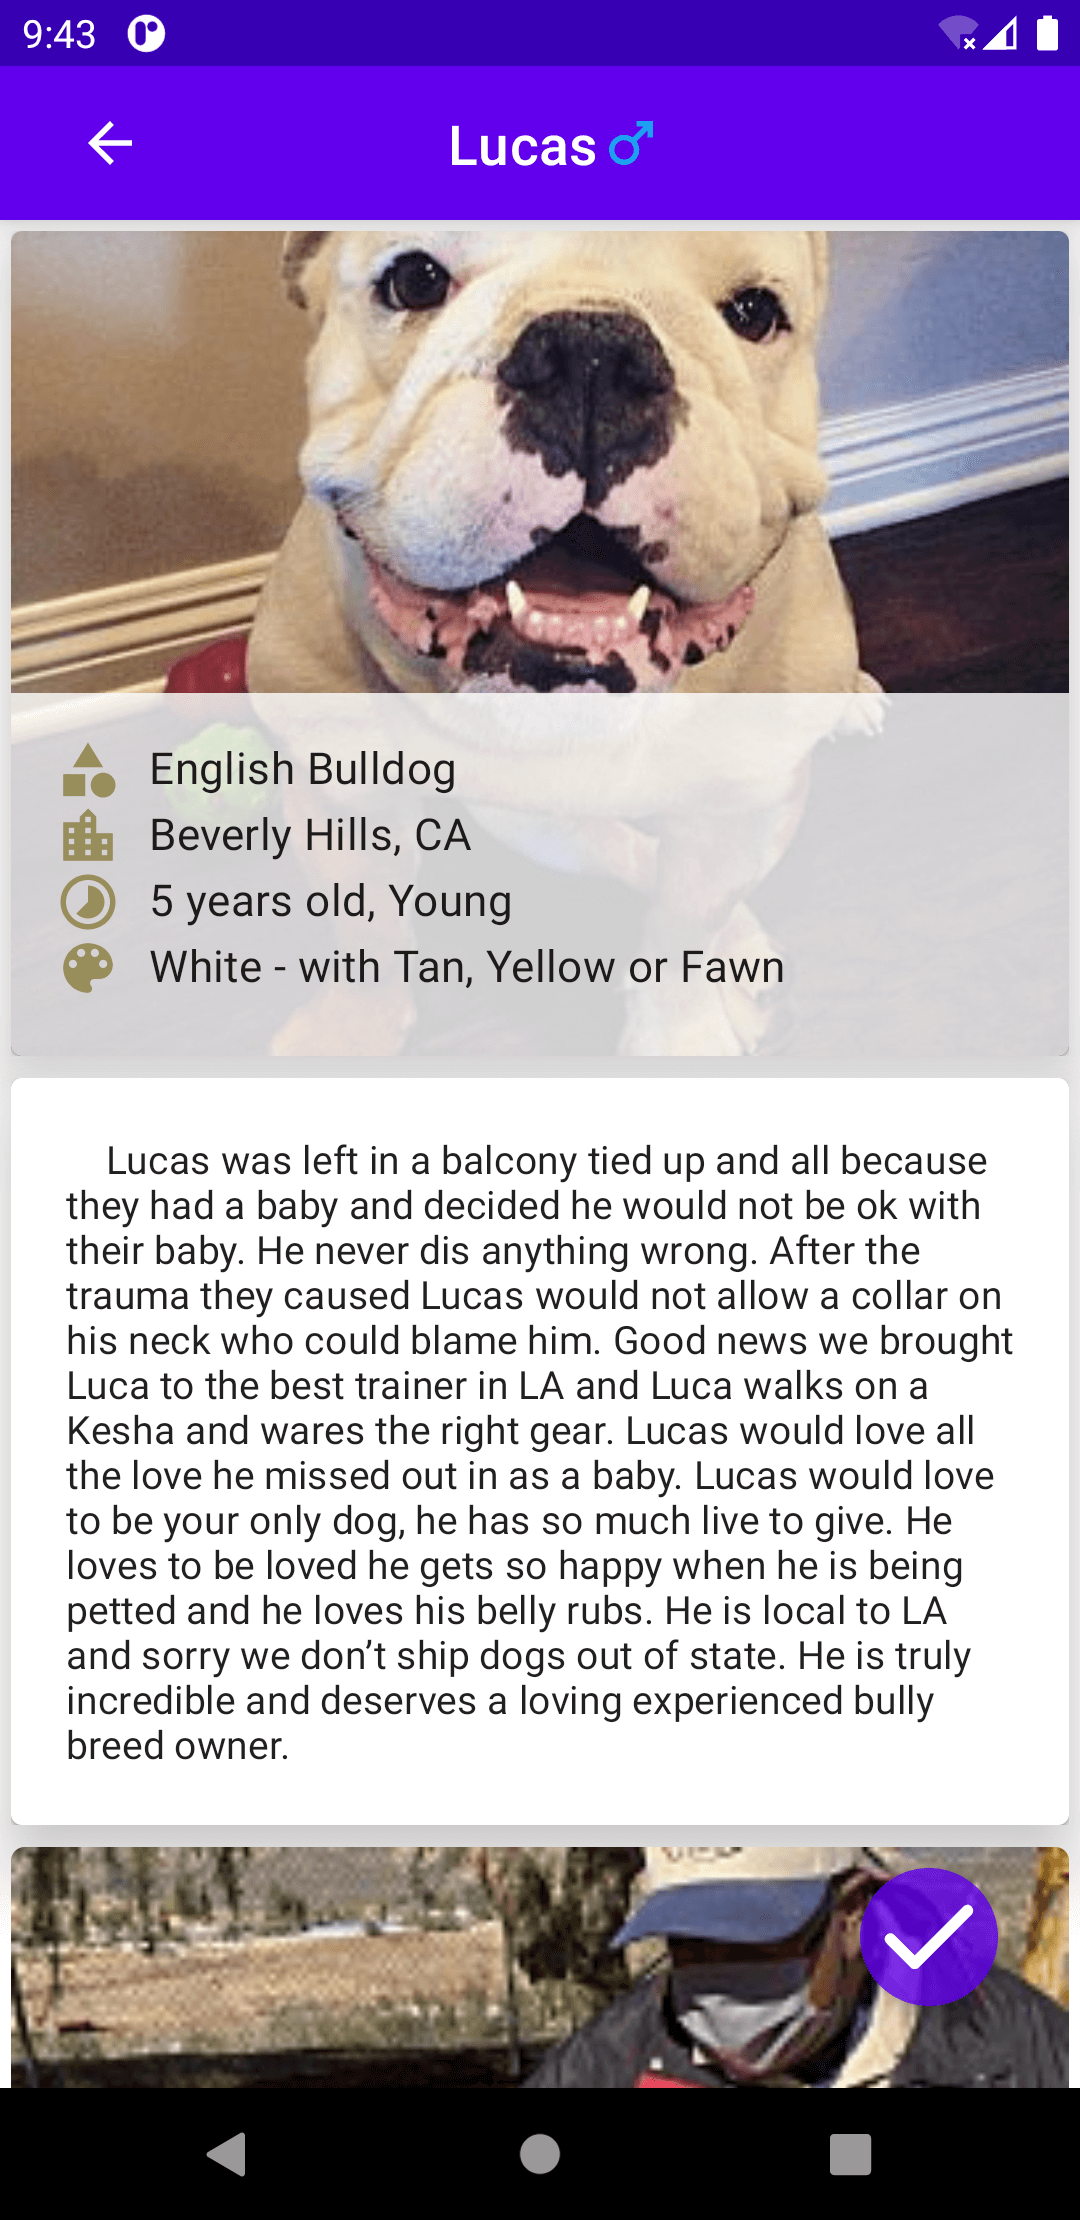 9:43
Lucas
English Bulldog
Beverly Hills, CA
5 years old, Young
White - with Tan, Yellow or Fawn
Lucas was left in a balcony tied up and all because
they had a baby and decided he would not be ok with
their baby. He never dis anything wrong. After the
trauma they caused Lucas would not allow a collar on
his neck who could blame him. Good news we brought
Luca to the best trainer in LA and Luca walks on a
Kesha and wares the right gear. Lucas would love all
the love he missed out in as a baby. Lucas would love
to be your only dog, he has so much live to give. He
loves to be loved he gets so happy when he is being
petted and he loves his belly rubs. He is local to LA
and sorry we don’t ship dogs out of state. He is truly
incredible and deserves a loving experienced bully
breed owner.